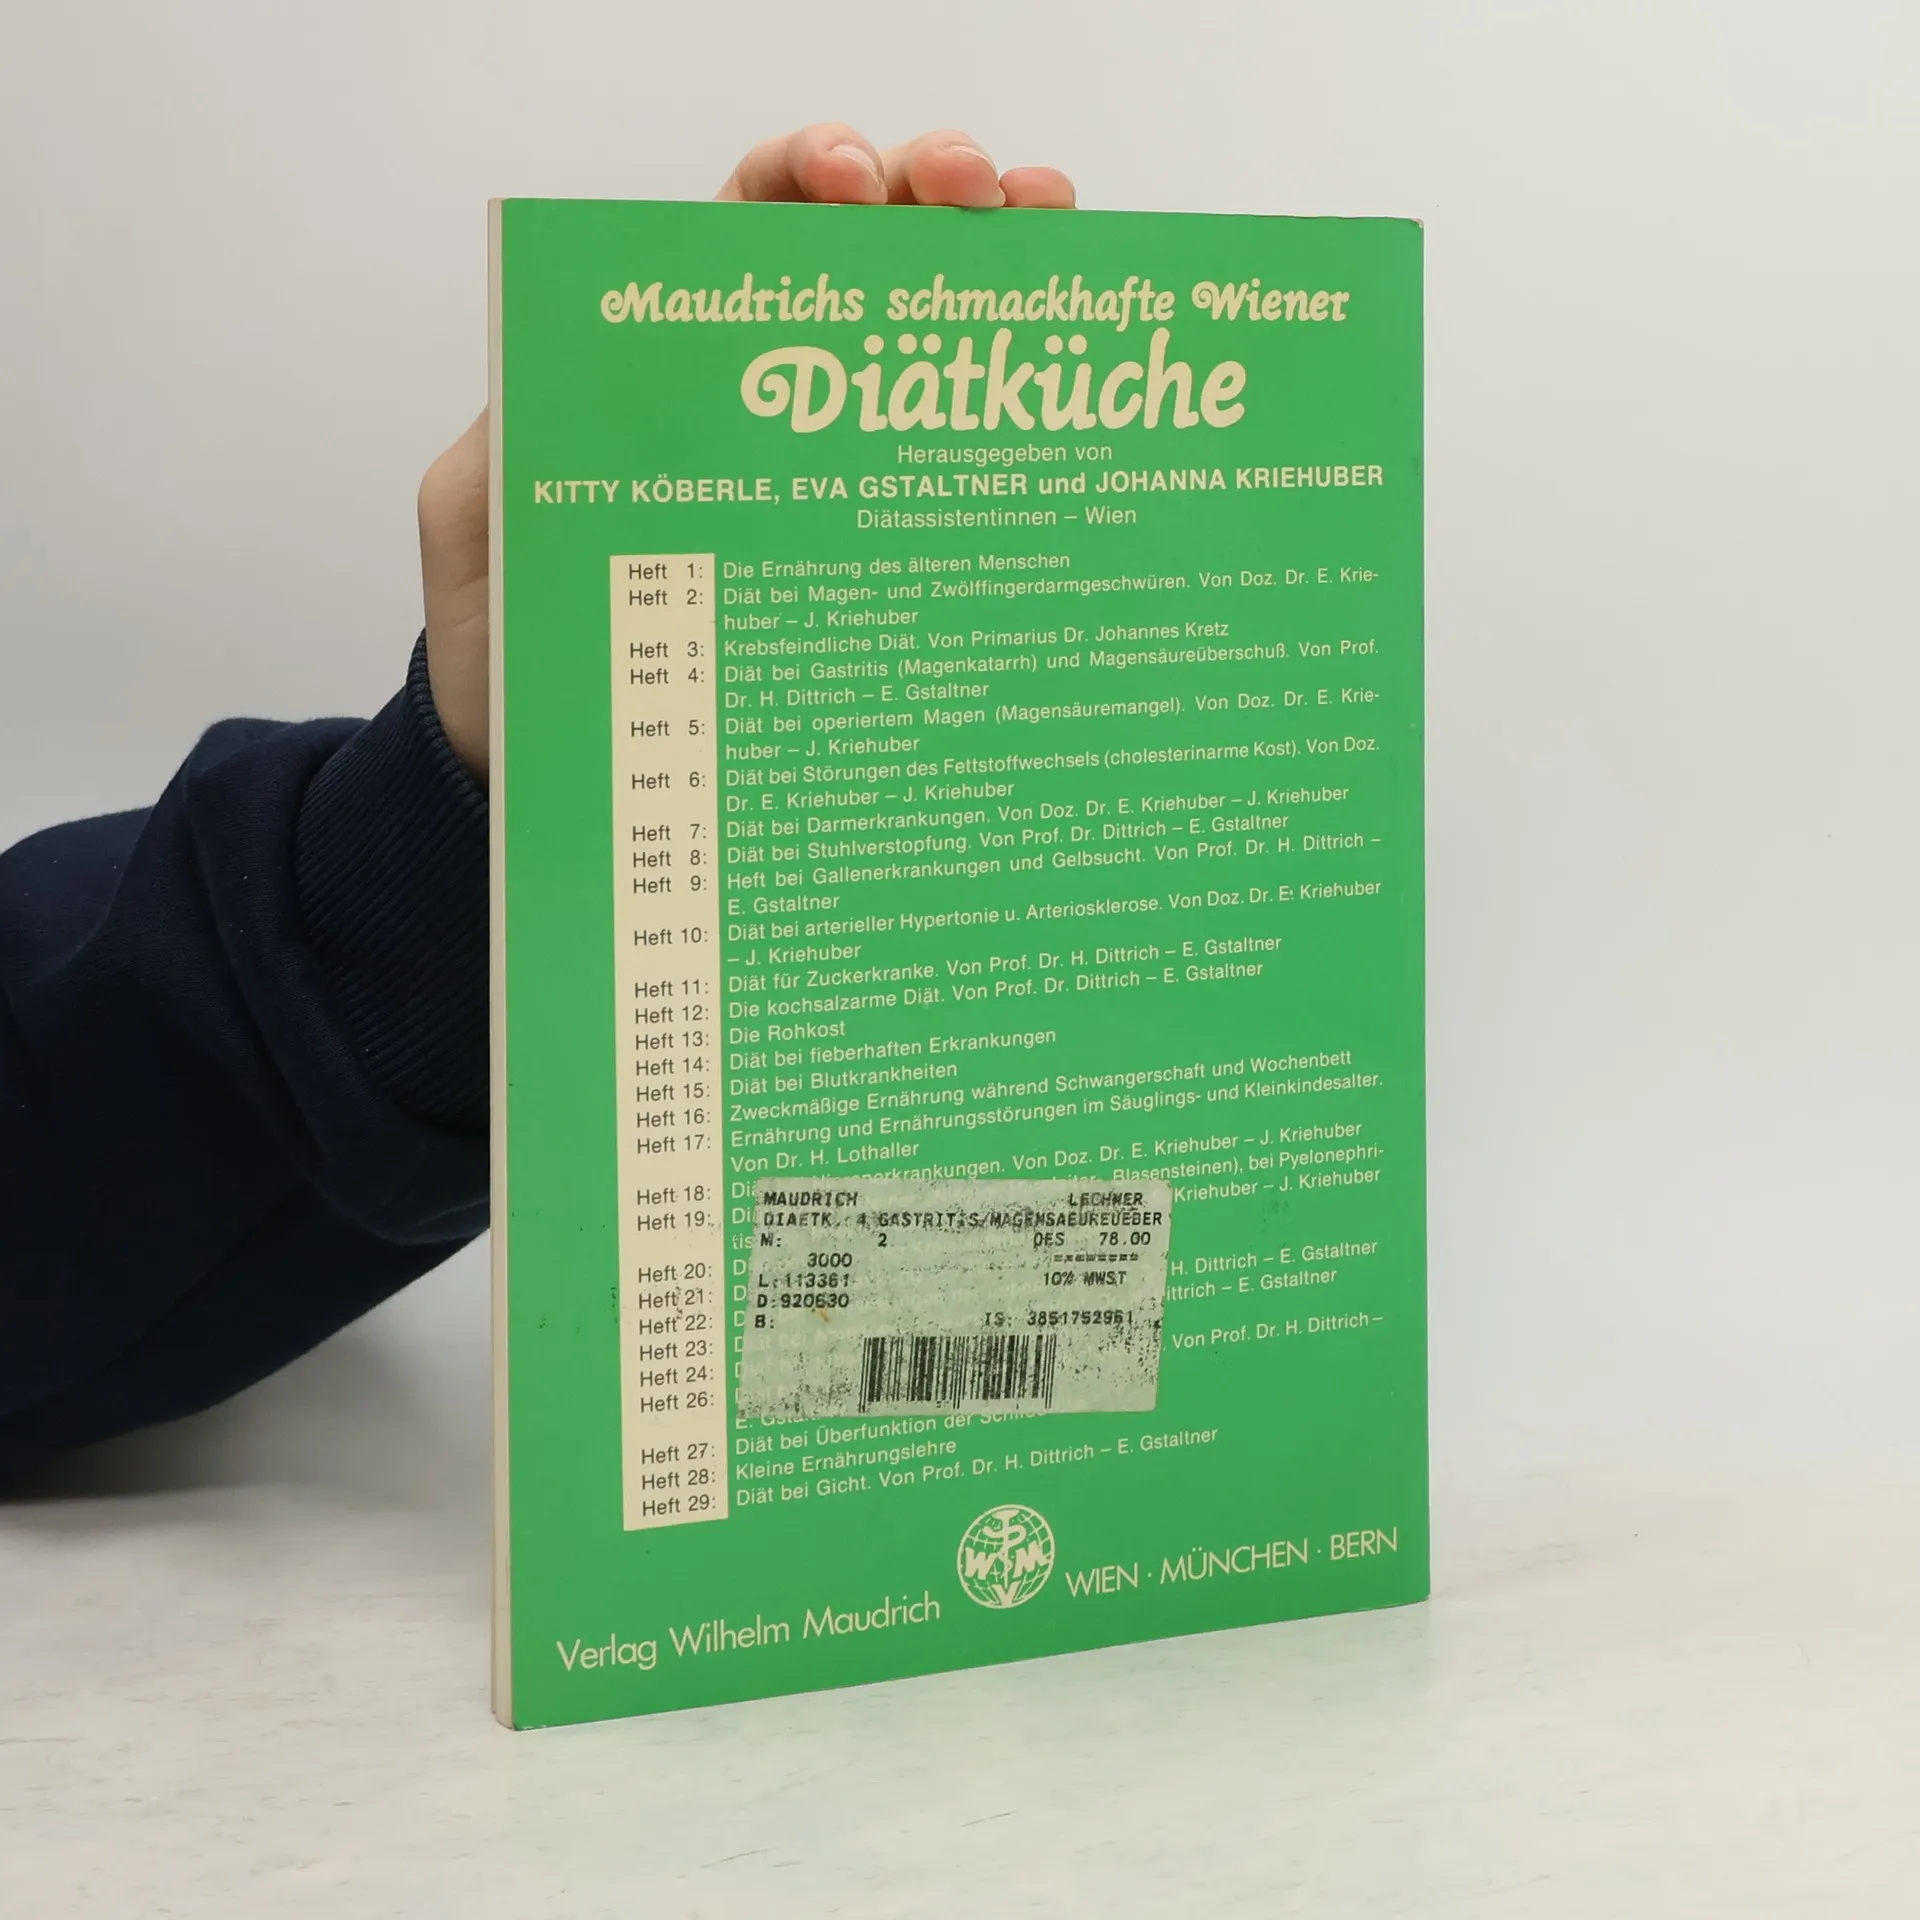 Maudrichs schmackhafte Wiener
Diätküche
Herausgegeben von
KITTY KÖBERLE, EVA GSTALTNER und JOHANNA KRIEHUBER
Diätassistentinnen – Wien
Heft 1: Die Ernährung des älteren Menschen
Heft 2: Diät bei Magen- und Zwölffingerdarmgeschwüren. Von Doz. Dr. E. Krie-
huber – J. Kriehuber
Heft 3: Krebsfeindliche Diät. Von Primarius Dr. Johannes Kretz
Heft 4: Diät bei Gastritis (Magenkatarrh) und Magensäureüberschuß. Von Prof.
Dr. H. Dittrich – E. Gstaltner
Heft 5: Diät bei operiertem Magen (Magensäuremangel). Von Doz. Dr. E. Krie-
huber – J. Kriehuber
Heft 6: Diät bei Störungen des Fettstoffwechsels (cholesterinarme Kost). Von Doz.
Dr. E. Kriehuber – J. Kriehuber
Heft 7: Diät bei Darmerkrankungen. Von Doz. Dr. E. Kriehuber – J. Kriehuber
Heft 8: Diät bei Stuhlverstopfung. Von Prof. Dr. Dittrich – E. Gstaltner
Heft 9: Heft bei Gallenerkrankungen und Gelbsucht. Von Prof. Dr. H. Dittrich –
E. Gstaltner
Heft 10: Diät bei arterieller Hypertonie u. Arteriosklerose. Von Doz. Dr. E. Kriehuber
– J. Kriehuber
Heft 11: Diät für Zuckerkranke. Von Prof. Dr. H. Dittrich – E. Gstaltner
Heft 12: Die kochsalzarme Diät. Von Prof. Dr. Dittrich – E. Gstaltner
Heft 13: Die Rohkost
Heft 14: Diät bei fieberhaften Erkrankungen
Heft 15: Diät bei Blutkrankheiten
Heft 16: Zweckmäßige Ernährung während Schwangerschaft und Wochenbett
Heft 17: Ernährung und Ernährungsstörungen im Säuglings- und Kleinkindesalter.
Von Dr. H. Lothaller
Heft 18: Von Doz. Dr. E. Kriehuber – J. Kriehuber
Heft 19: Blasensteinen), bei Pyelonephri-
Kriehuber – J. Kriehuber
Heft 20:
Heft 21: H. Dittrich – E. Gstaltner
Heft 22: E. Gstaltner
Heft 23:
Heft 24:
Heft 26: Von Prof. Dr. H. Dittrich –
E.
Heft 27: Diät bei Überfunktion der
Heft 28: Kleine Ernährungslehre
Heft 29: Diät bei Gicht. Von Prof. Dr. H. Dittrich – E. Gstaltner
MAUDRICH LECHNER
DIAETK. 4 GASTRITIS/MAGENSAEUREUEBER
M: 2 OES 78.00
3000
L:113361 10% MWST
D:920630
B: IS: 3851752961
WMV
Verlag Wilhelm Maudrich WIEN · MÜNCHEN · BERN